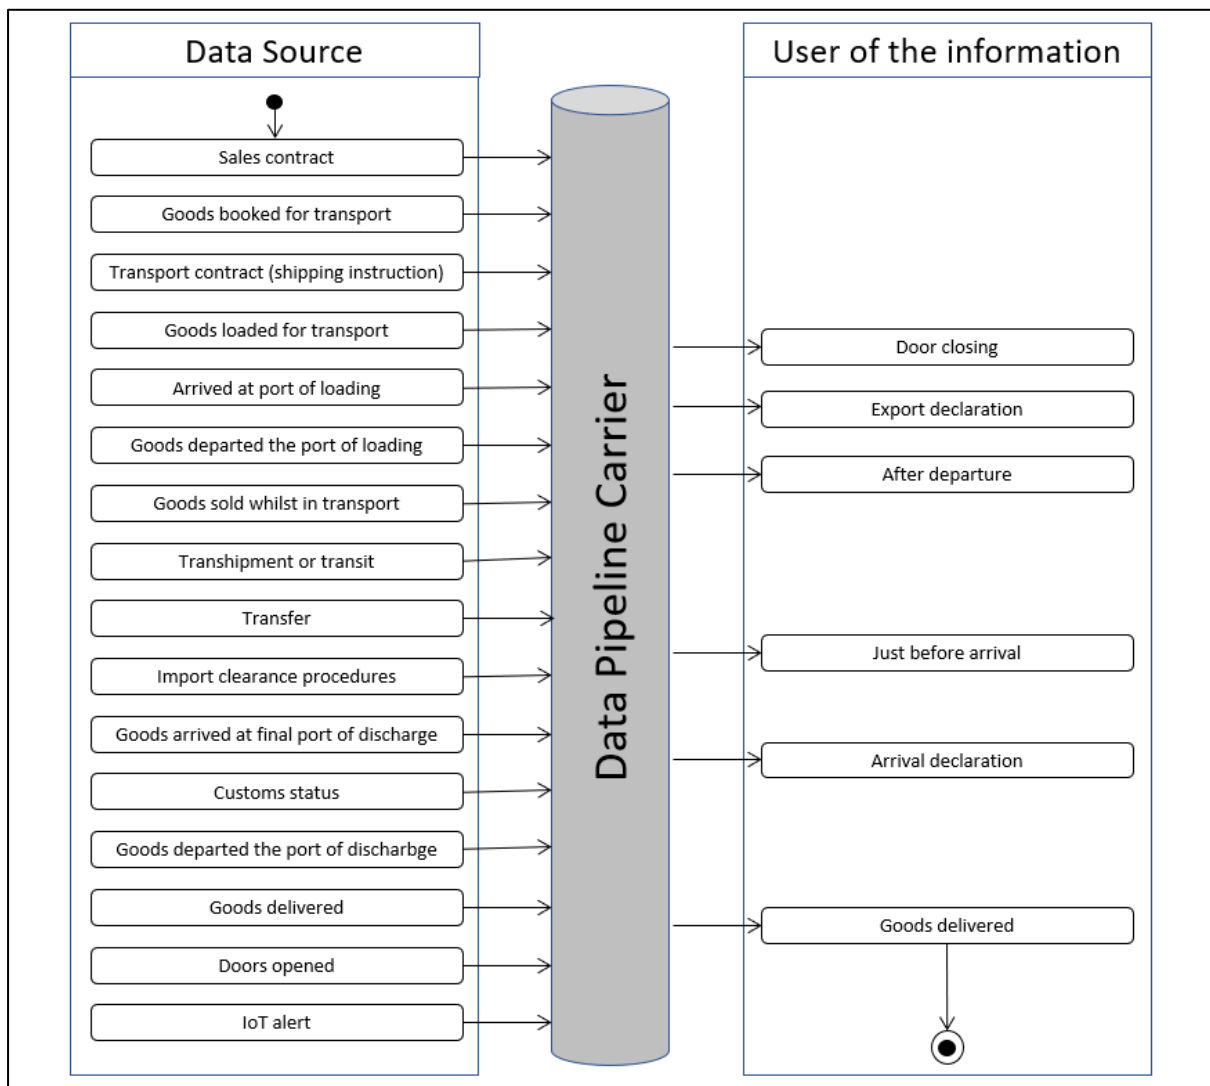 Data Source
Sales contract
Goods booked for transport
Transport contract (shipping instruction)
Goods loaded for transport
Arrived at port of loading
Goods departed the port of loading
Goods sold whilst in transport
Transhipment or transit
Transfer
Import clearance procedures
Goods arrived at final port of discharge
Customs status
Goods departed the port of discharbge
Goods delivered
Doors opened
IoT alert
Data Pipeline Carrier
User of the information
Door closing
Export declaration
After departure
Just before arrival
Arrival declaration
Goods delivered